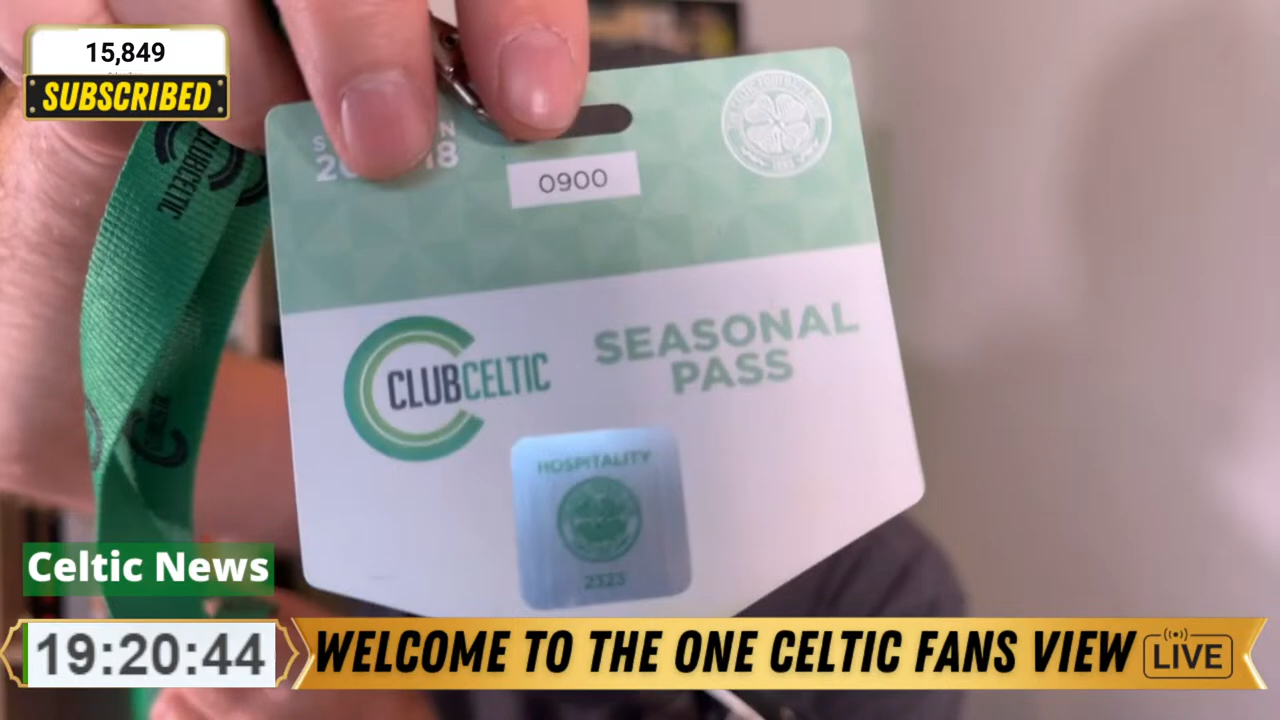 15,849
SUBSCRIBED
CLUBCELTIC
0900
CLUBCELTIC
SEASONAL
PASS
HOSPITALITY
2323
Celtic News
19:20:44
WELCOME TO THE ONE CELTIC FANS VIEW
LIVE